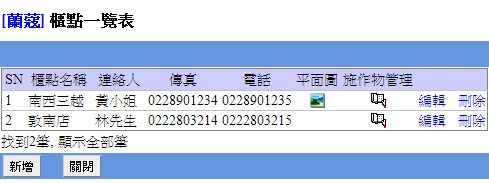 [蘭蔻] 櫃點一覽表
SN 櫃點名稱 連絡人 傳真 電話 平面圖 施作物管理
1 南西三越 黃小姐 0228901234 0228901235 編輯 刪除
2 敦南店 林先生 0222803214 0222803215 編輯 刪除
找到2筆, 顯示全部筆
新增 關閉